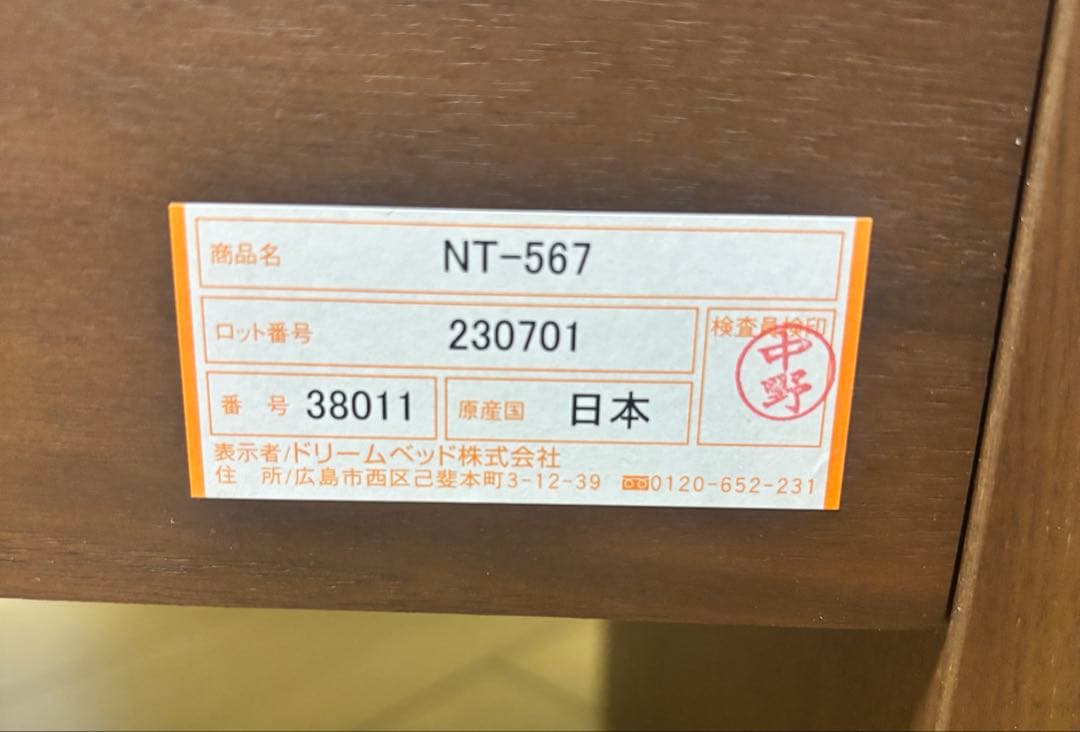 商品名 NT-567
ロット番号 230701
検査員検印
中野
番号 38011 原産国 日本
表示者/ドリームベッド株式会社
住所/広島市西区己斐本町3-12-39 0120-652-231